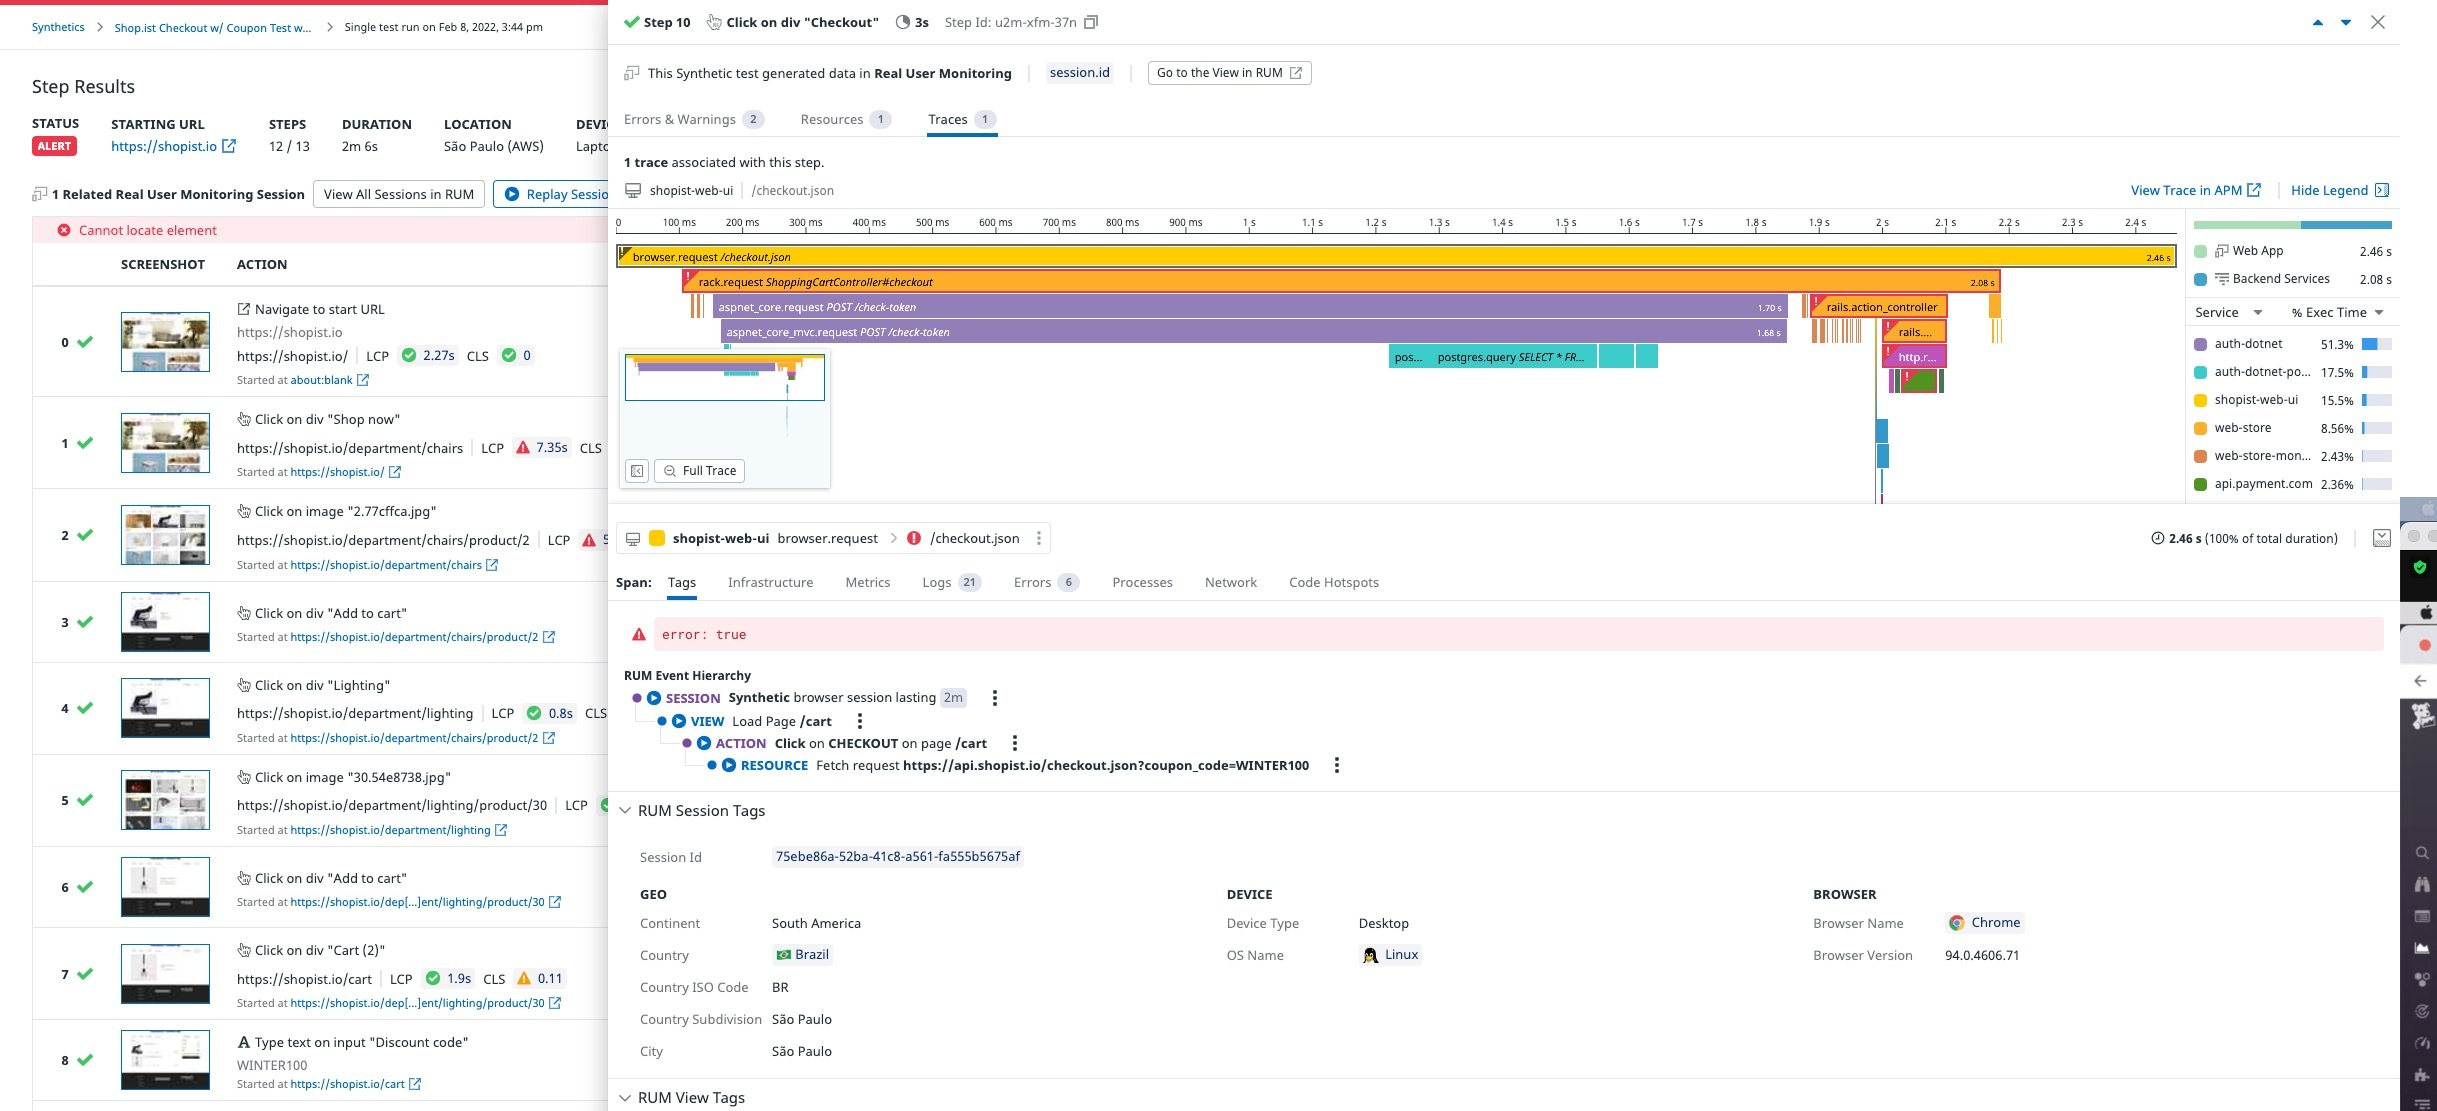 Synthetics > Shop.ist Checkout w/ Coupon Test w... > Single test run on Feb 8, 2022, 3:44 pm
Step Results
STATUS STARTING URL STEPS DURATION LOCATION DEVI
ALERT https://shopist.io 12 / 13 2m 6s São Paulo (AWS) Lapto
1 Related Real User Monitoring Session View All Sessions in RUM Replay Sessio
Cannot locate element
SCREENSHOT ACTION
0 Navigate to start URL
https://shopist.io
https://shopist.io/ LCP 2.27s CLS 0
Started at about:blank
1 Click on div "Shop now"
https://shopist.io/department/chairs LCP 7.35s CLS
Started at https://shopist.io/
2 Click on image "2.77cffca.jpg"
https://shopist.io/department/chairs/product/2 LCP 5
Started at https://shopist.io/department/chairs
3 Click on div "Add to cart"
Started at https://shopist.io/department/chairs/product/2
4 Click on div "Lighting"
https://shopist.io/department/lighting LCP 0.8s CLS
Started at https://shopist.io/department/chairs/product/2
5 Click on image "30.54e8738.jpg"
https://shopist.io/department/lighting/product/30 LCP
Started at https://shopist.io/department/lighting
6 Click on div "Add to cart"
Started at https://shopist.io/dep[...]ent/lighting/product/30
7 Click on div "Cart (2)"
https://shopist.io/cart LCP 1.9s CLS 0.11
Started at https://shopist.io/dep[...]ent/lighting/product/30
8 A Type text on input "Discount code"
WINTER100
Started at https://shopist.io/cart
Step 10 Click on div "Checkout" 3s Step Id: u2m-xfm-37n
This Synthetic test generated data in Real User Monitoring session.id Go to the View in RUM
Errors & Warnings 2 Resources 1 Traces 1
1 trace associated with this step.
shopist-web-ui /checkout.json View Trace in APM Hide Legend
0 100 ms 200 ms 300 ms 400 ms 500 ms 600 ms 700 ms 800 ms 900 ms 1 s 1.1 s 1.2 s 1.3 s 1.4 s 1.5 s 1.6 s 1.7 s 1.8 s 1.9 s 2 s 2.1 s 2.2 s 2.3 s 2.4 s
browser.request /checkout.json 2.46 s
rack.request ShoppingCartController#checkout 2.08 s
aspnet_core.request POST /check-token 1.70 s rails.action_controller
aspnet_core_mvc.request POST /check-token 1.68 s rails....
pos... postgres.query SELECT * FR... http.r...
Full Trace
Web App 2.46 s
Backend Services 2.08 s
Service % Exec Time
auth-dotnet 51.3%
auth-dotnet-po... 17.5%
shopist-web-ui 15.5%
web-store 8.56%
web-store-mon... 2.43%
api.payment.com 2.36%
shopist-web-ui browser.request > /checkout.json 2.46 s (100% of total duration)
Span: Tags Infrastructure Metrics Logs 21 Errors 6 Processes Network Code Hotspots
error: true
RUM Event Hierarchy
SESSION Synthetic browser session lasting 2m
VIEW Load Page /cart
ACTION Click on CHECKOUT on page /cart
RESOURCE Fetch request https://api.shopist.io/checkout.json?coupon_code=WINTER100
RUM Session Tags
Session Id 75ebe86a-52ba-41c8-a561-fa555b5675af
GEO DEVICE BROWSER
Continent South America Device Type Desktop Browser Name Chrome
Country Brazil OS Name Linux Browser Version 94.0.4606.71
Country ISO Code BR
Country Subdivision São Paulo
City São Paulo
RUM View Tags